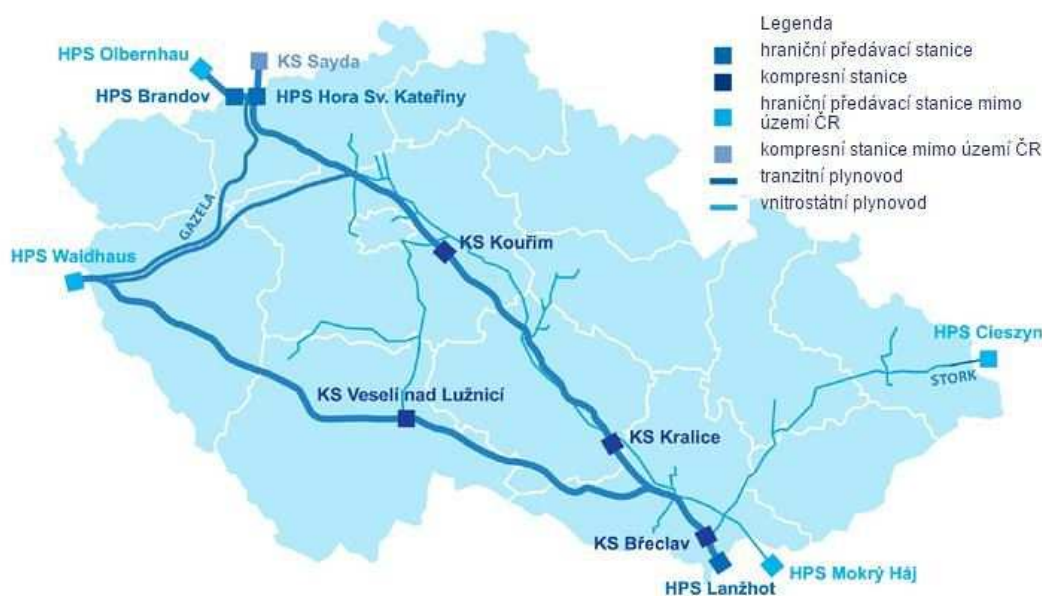 Legenda
hraniční předávací stanice
kompresní stanice
hraniční předávací stanice mimo
území ČR
kompresní stanice mimo území ČR
tranzitní plynovod
vnitrostátní plynovod
HPS Olbernhau
KS Sayda
HPS Brandov
HPS Hora Sv. Kateřiny
GAZELA
KS Kouřim
HPS Waidhaus
HPS Cieszyn
STORK
KS Veselí nad Lužnicí
KS Kralice
KS Břeclav
HPS Mokrý Háj
HPS Lanžhot